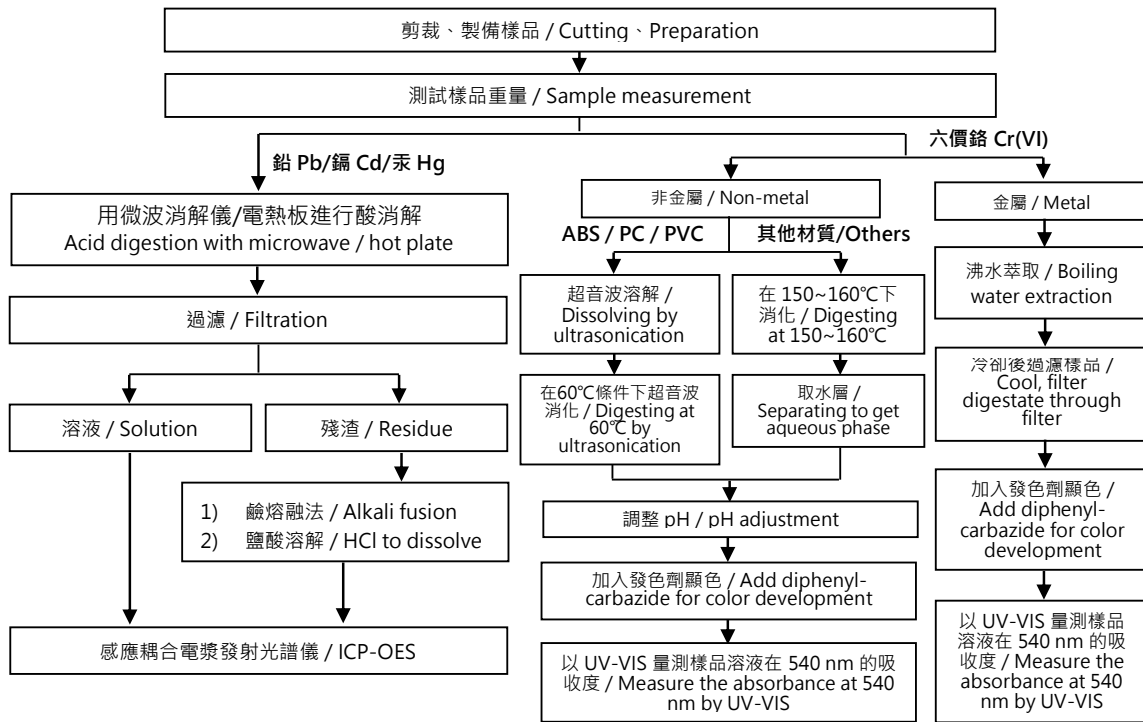 剪裁、製備樣品 / Cutting、Preparation
測試樣品重量 / Sample measurement
鉛 Pb/鎘 Cd/汞 Hg
六價鉻 Cr(VI)
用微波消解儀/電熱板進行酸消解
Acid digestion with microwave / hot plate
過濾 / Filtration
溶液 / Solution
殘渣 / Residue
1) 鹼熔融法 / Alkali fusion
2) 鹽酸溶解 / HCl to dissolve
感應耦合電漿發射光譜儀 / ICP-OES
非金屬 / Non-metal
ABS / PC / PVC
其他材質/Others
超音波溶解 /
Dissolving by
ultrasonication
在 150~160℃下
消化 / Digesting
at 150~160℃
在60℃條件下超音波
消化 / Digesting at
60℃ by
ultrasonication
取水層 /
Separating to get
aqueous phase
調整 pH / pH adjustment
加入發色劑顯色 / Add diphenyl-
carbazide for color development
以 UV-VIS 量測樣品溶液在 540 nm 的吸
收度 / Measure the absorbance at 540
nm by UV-VIS
金屬 / Metal
沸水萃取 / Boiling
water extraction
冷卻後過濾樣品 /
Cool, filter
digestate through
filter
加入發色劑顯色 /
Add diphenyl-
carbazide for color
development
以 UV-VIS 量測樣品
溶液在 540 nm 的吸
收度 / Measure the
absorbance at 540
nm by UV-VIS